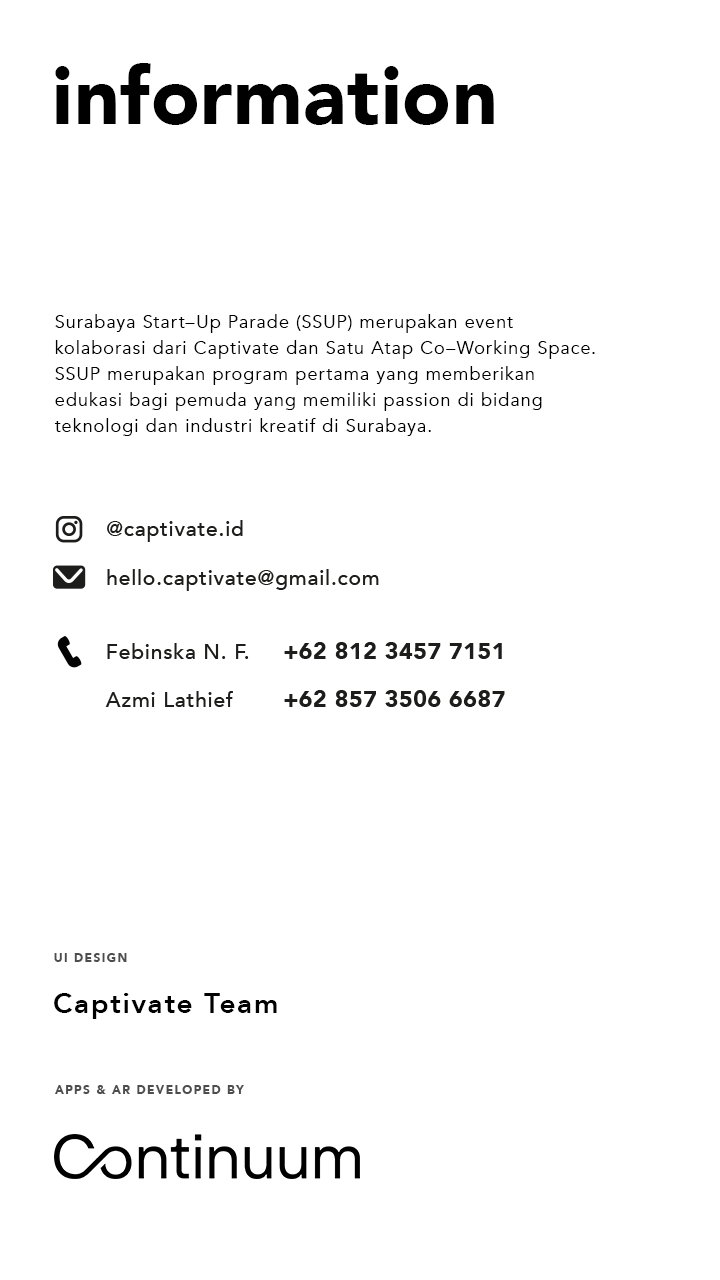 information
Surabaya Start–Up Parade (SSUP) merupakan event
kolaborasi dari Captivate dan Satu Atap Co–Working Space.
SSUP merupakan program pertama yang memberikan
edukasi bagi pemuda yang memiliki passion di bidang
teknologi dan industri kreatif di Surabaya.
@captivate.id
hello.captivate@gmail.com
Febinska N. F. +62 812 3457 7151
Azmi Lathief +62 857 3506 6687
UI DESIGN
Captivate Team
APPS & AR DEVELOPED BY
Continuum